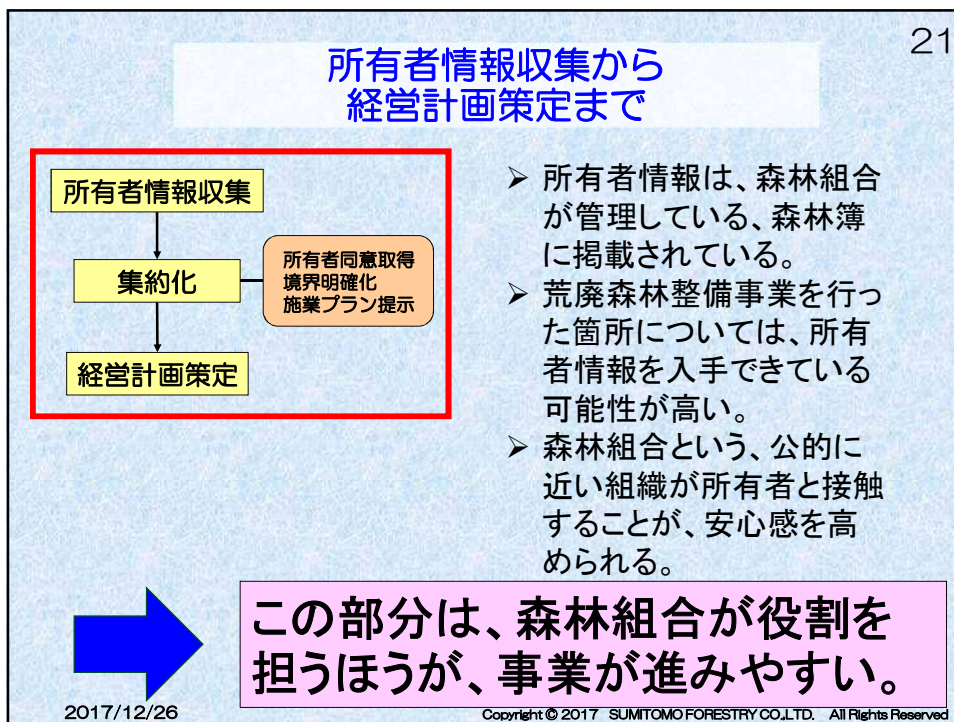 21
所有者情報収集から
経営計画策定まで
所有者情報収集
集約化
所有者同意取得
境界明確化
施業プラン提示
経営計画策定
➢ 所有者情報は、森林組合
が管理している、森林簿
に掲載されている。
➢ 荒廃森林整備事業を行っ
た箇所については、所有
者情報を入手できている
可能性が高い。
➢ 森林組合という、公的に
近い組織が所有者と接触
することが、安心感を高
められる。
この部分は、森林組合が役割を
担うほうが、事業が進みやすい。
2017/12/26
Copyright © 2017 SUMITOMO FORESTRY CO.,LTD. All Rights Reserved